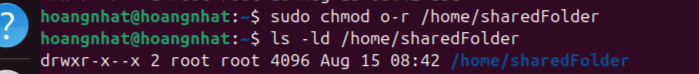 hoangnhat@hoangnhat:~$ sudo chmod o-r /home/sharedFolder
hoangnhat@hoangnhat:~$ ls -ld /home/sharedFolder
drwxr-x--x 2 root root 4096 Aug 15 08:42 /home/sharedFolder